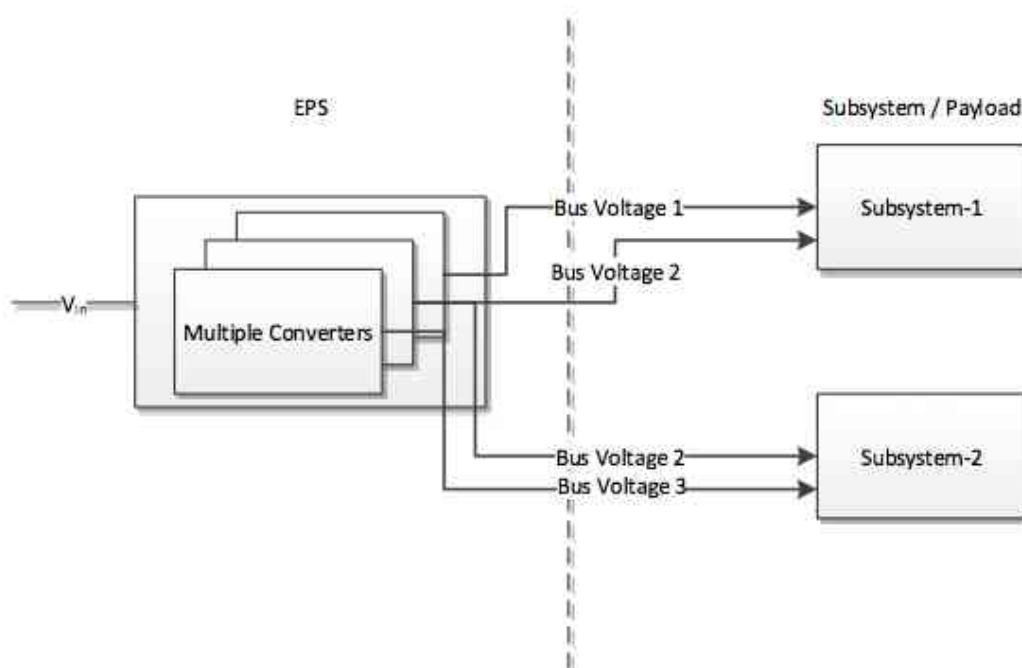 EPS
Subsystem / Payload
Bus Voltage 1
Subsystem-1
Bus Voltage 2
Vin
Multiple Converters
Bus Voltage 2
Subsystem-2
Bus Voltage 3